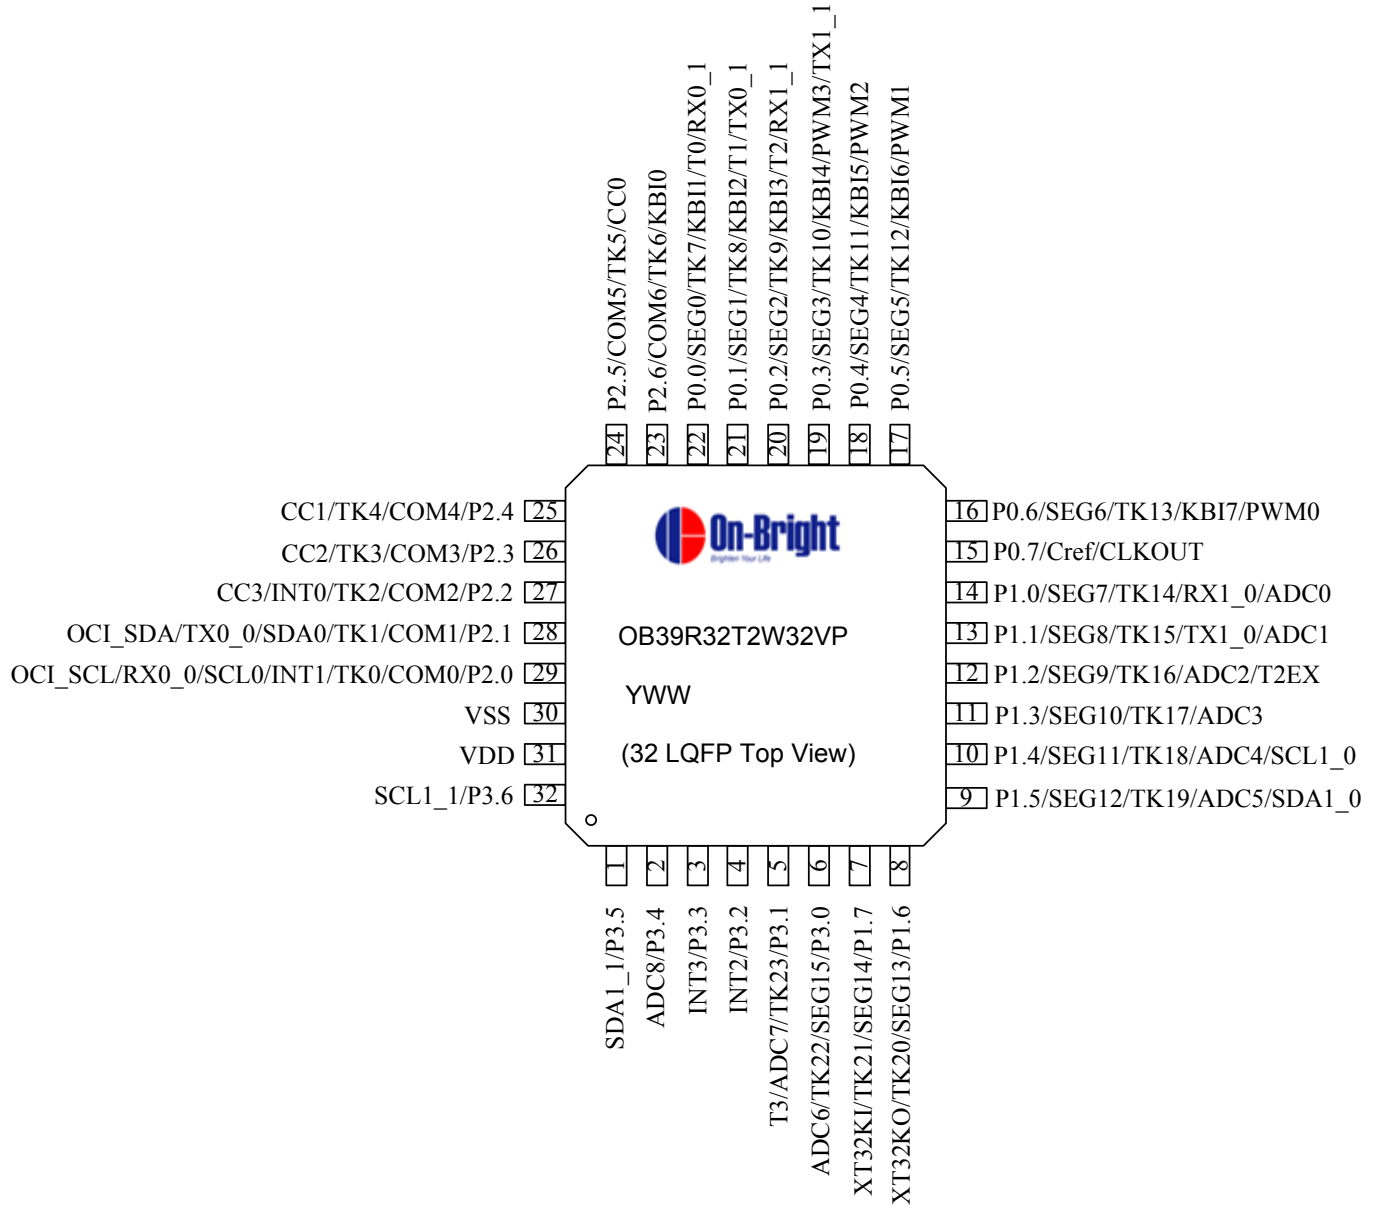 P2.5/COM5/TK5/CC0
P2.6/COM6/TK6/KBI0
P0.0/SEG0/TK7/KBI1/T0/RX0_1
P0.1/SEG1/TK8/KBI2/T1/TX0_1
P0.2/SEG2/TK9/KBI3/T2/RX1_1
P0.3/SEG3/TK10/KBI4/PWM3/TX1_1
P0.4/SEG4/TK11/KBI5/PWM2
P0.5/SEG5/TK12/KBI6/PWM1
24
23
22
21
20
19
18
17
CC1/TK4/COM4/P2.4 25
CC2/TK3/COM3/P2.3 26
CC3/INT0/TK2/COM2/P2.2 27
OCI_SDA/TX0_0/SDA0/TK1/COM1/P2.1 28
OCI_SCL/RX0_0/SCL0/INT1/TK0/COM0/P2.0 29
VSS 30
VDD 31
SCL1_1/P3.6 32
On-Bright
Brighten Your Life
OB39R32T2W32VP
YWW
(32 LQFP Top View)
16 P0.6/SEG6/TK13/KBI7/PWM0
15 P0.7/Cref/CLKOUT
14 P1.0/SEG7/TK14/RX1_0/ADC0
13 P1.1/SEG8/TK15/TX1_0/ADC1
12 P1.2/SEG9/TK16/ADC2/T2EX
11 P1.3/SEG10/TK17/ADC3
10 P1.4/SEG11/TK18/ADC4/SCL1_0
9 P1.5/SEG12/TK19/ADC5/SDA1_0
1
2
3
4
5
6
7
8
SDA1_1/P3.5
ADC8/P3.4
INT3/P3.3
INT2/P3.2
T3/ADC7/TK23/P3.1
ADC6/TK22/SEG15/P3.0
XT32KI/TK21/SEG14/P1.7
XT32KO/TK20/SEG13/P1.6